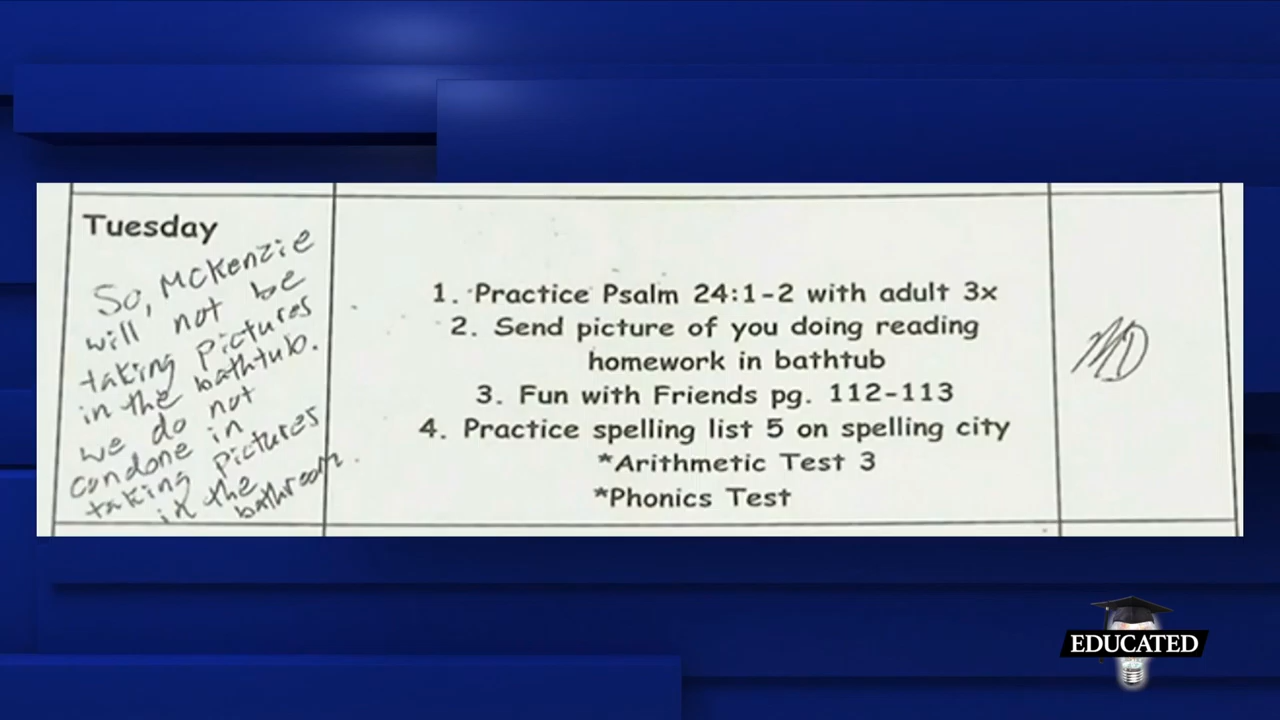 Tuesday
So, McKenzie
will not be
taking pictures
in the bathtub.
we do not
condone in
taking pictures
in the
bathroom.
1. Practice Psalm 24:1-2 with adult 3x
2. Send picture of you doing reading
homework in bathtub
3. Fun with Friends pg. 112-113
4. Practice spelling list 5 on spelling city
*Arithmetic Test 3
*Phonics Test
MD
EDUCATED